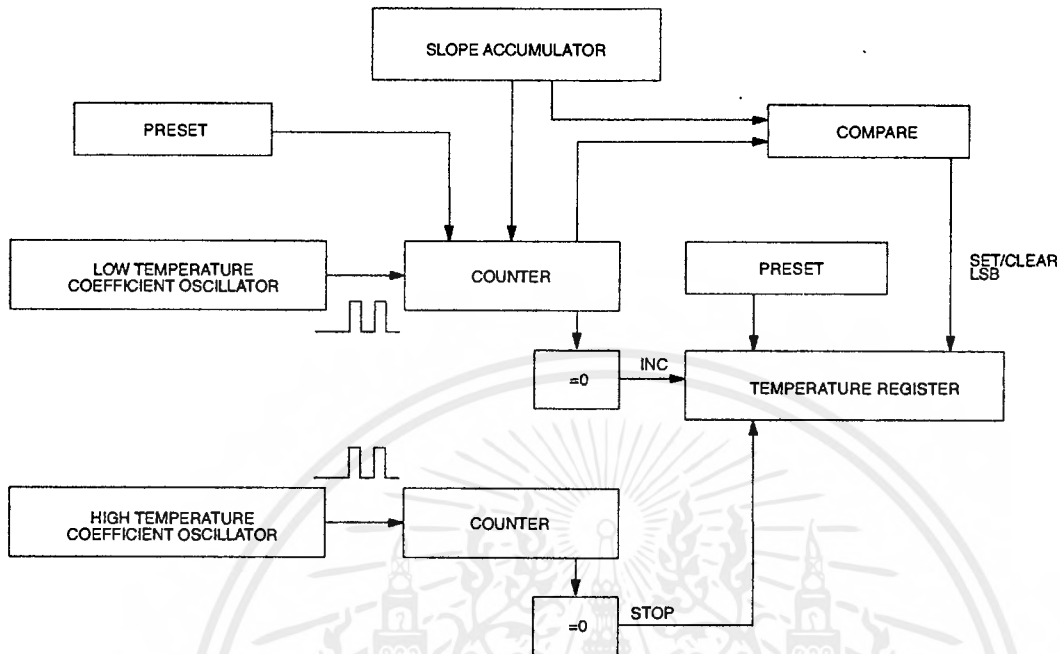 SLOPE ACCUMULATOR
PRESET
COMPARE
LOW TEMPERATURE
COEFFICIENT OSCILLATOR
COUNTER
PRESET
SET/CLEAR
LSB
=0
INC
TEMPERATURE REGISTER
HIGH TEMPERATURE
COEFFICIENT OSCILLATOR
COUNTER
=0
STOP